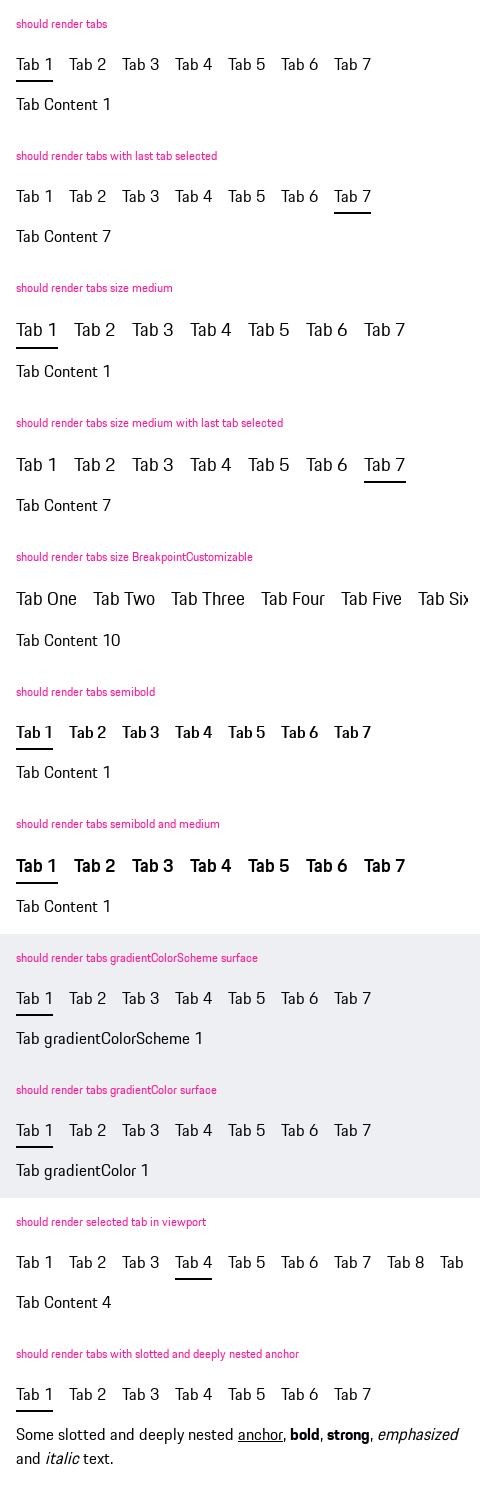 should render tabs
Tab 1 Tab 2 Tab 3 Tab 4 Tab 5 Tab 6 Tab 7
Tab Content 1
should render tabs with last tab selected
Tab 1 Tab 2 Tab 3 Tab 4 Tab 5 Tab 6 Tab 7
Tab Content 7
should render tabs size medium
Tab 1 Tab 2 Tab 3 Tab 4 Tab 5 Tab 6 Tab 7
Tab Content 1
should render tabs size medium with last tab selected
Tab 1 Tab 2 Tab 3 Tab 4 Tab 5 Tab 6 Tab 7
Tab Content 7
should render tabs size BreakpointCustomizable
Tab One Tab Two Tab Three Tab Four Tab Five Tab Six
Tab Content 10
should render tabs semibold
Tab 1 Tab 2 Tab 3 Tab 4 Tab 5 Tab 6 Tab 7
Tab Content 1
should render tabs semibold and medium
Tab 1 Tab 2 Tab 3 Tab 4 Tab 5 Tab 6 Tab 7
Tab Content 1
should render tabs gradientColorScheme surface
Tab 1 Tab 2 Tab 3 Tab 4 Tab 5 Tab 6 Tab 7
Tab gradientColorScheme 1
should render tabs gradientColor surface
Tab 1 Tab 2 Tab 3 Tab 4 Tab 5 Tab 6 Tab 7
Tab gradientColor 1
should render selected tab in viewport
Tab 1 Tab 2 Tab 3 Tab 4 Tab 5 Tab 6 Tab 7 Tab 8 Tab
Tab Content 4
should render tabs with slotted and deeply nested anchor
Tab 1 Tab 2 Tab 3 Tab 4 Tab 5 Tab 6 Tab 7
Some slotted and deeply nested anchor, bold, strong, emphasized
and italic text.